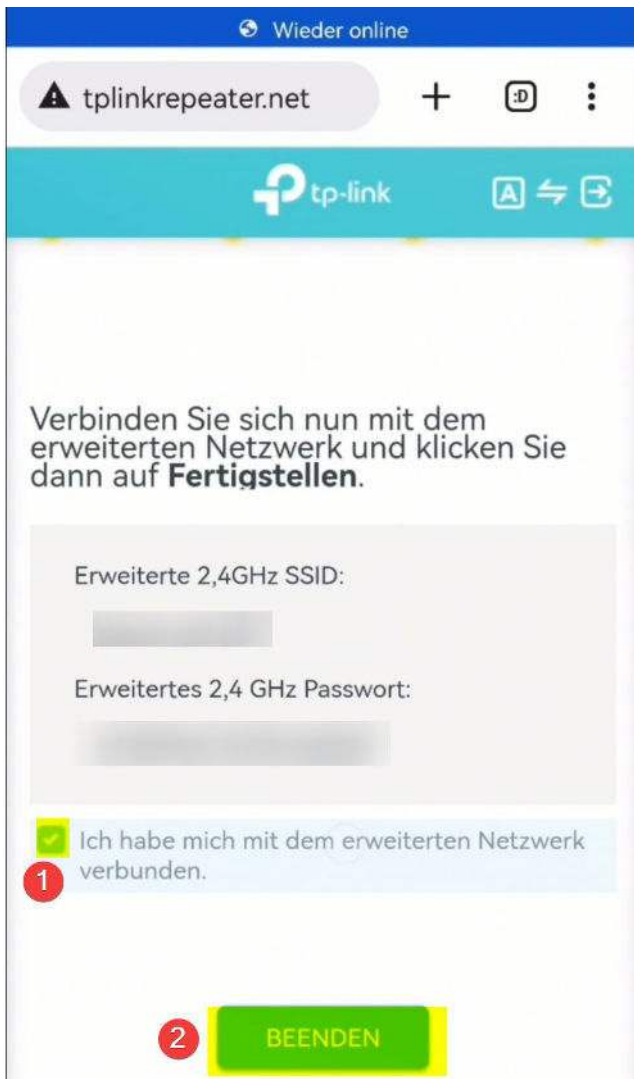 Wieder online
tplinkrepeater.net
:D
tp-link
A
Verbinden Sie sich nun mit dem
erweiterten Netzwerk und klicken Sie
dann auf Fertigstellen.
Erweiterte 2,4GHz SSID:
Erweitertes 2,4 GHz Passwort:
Ich habe mich mit dem erweiterten Netzwerk
verbunden.
1
2
BEENDEN